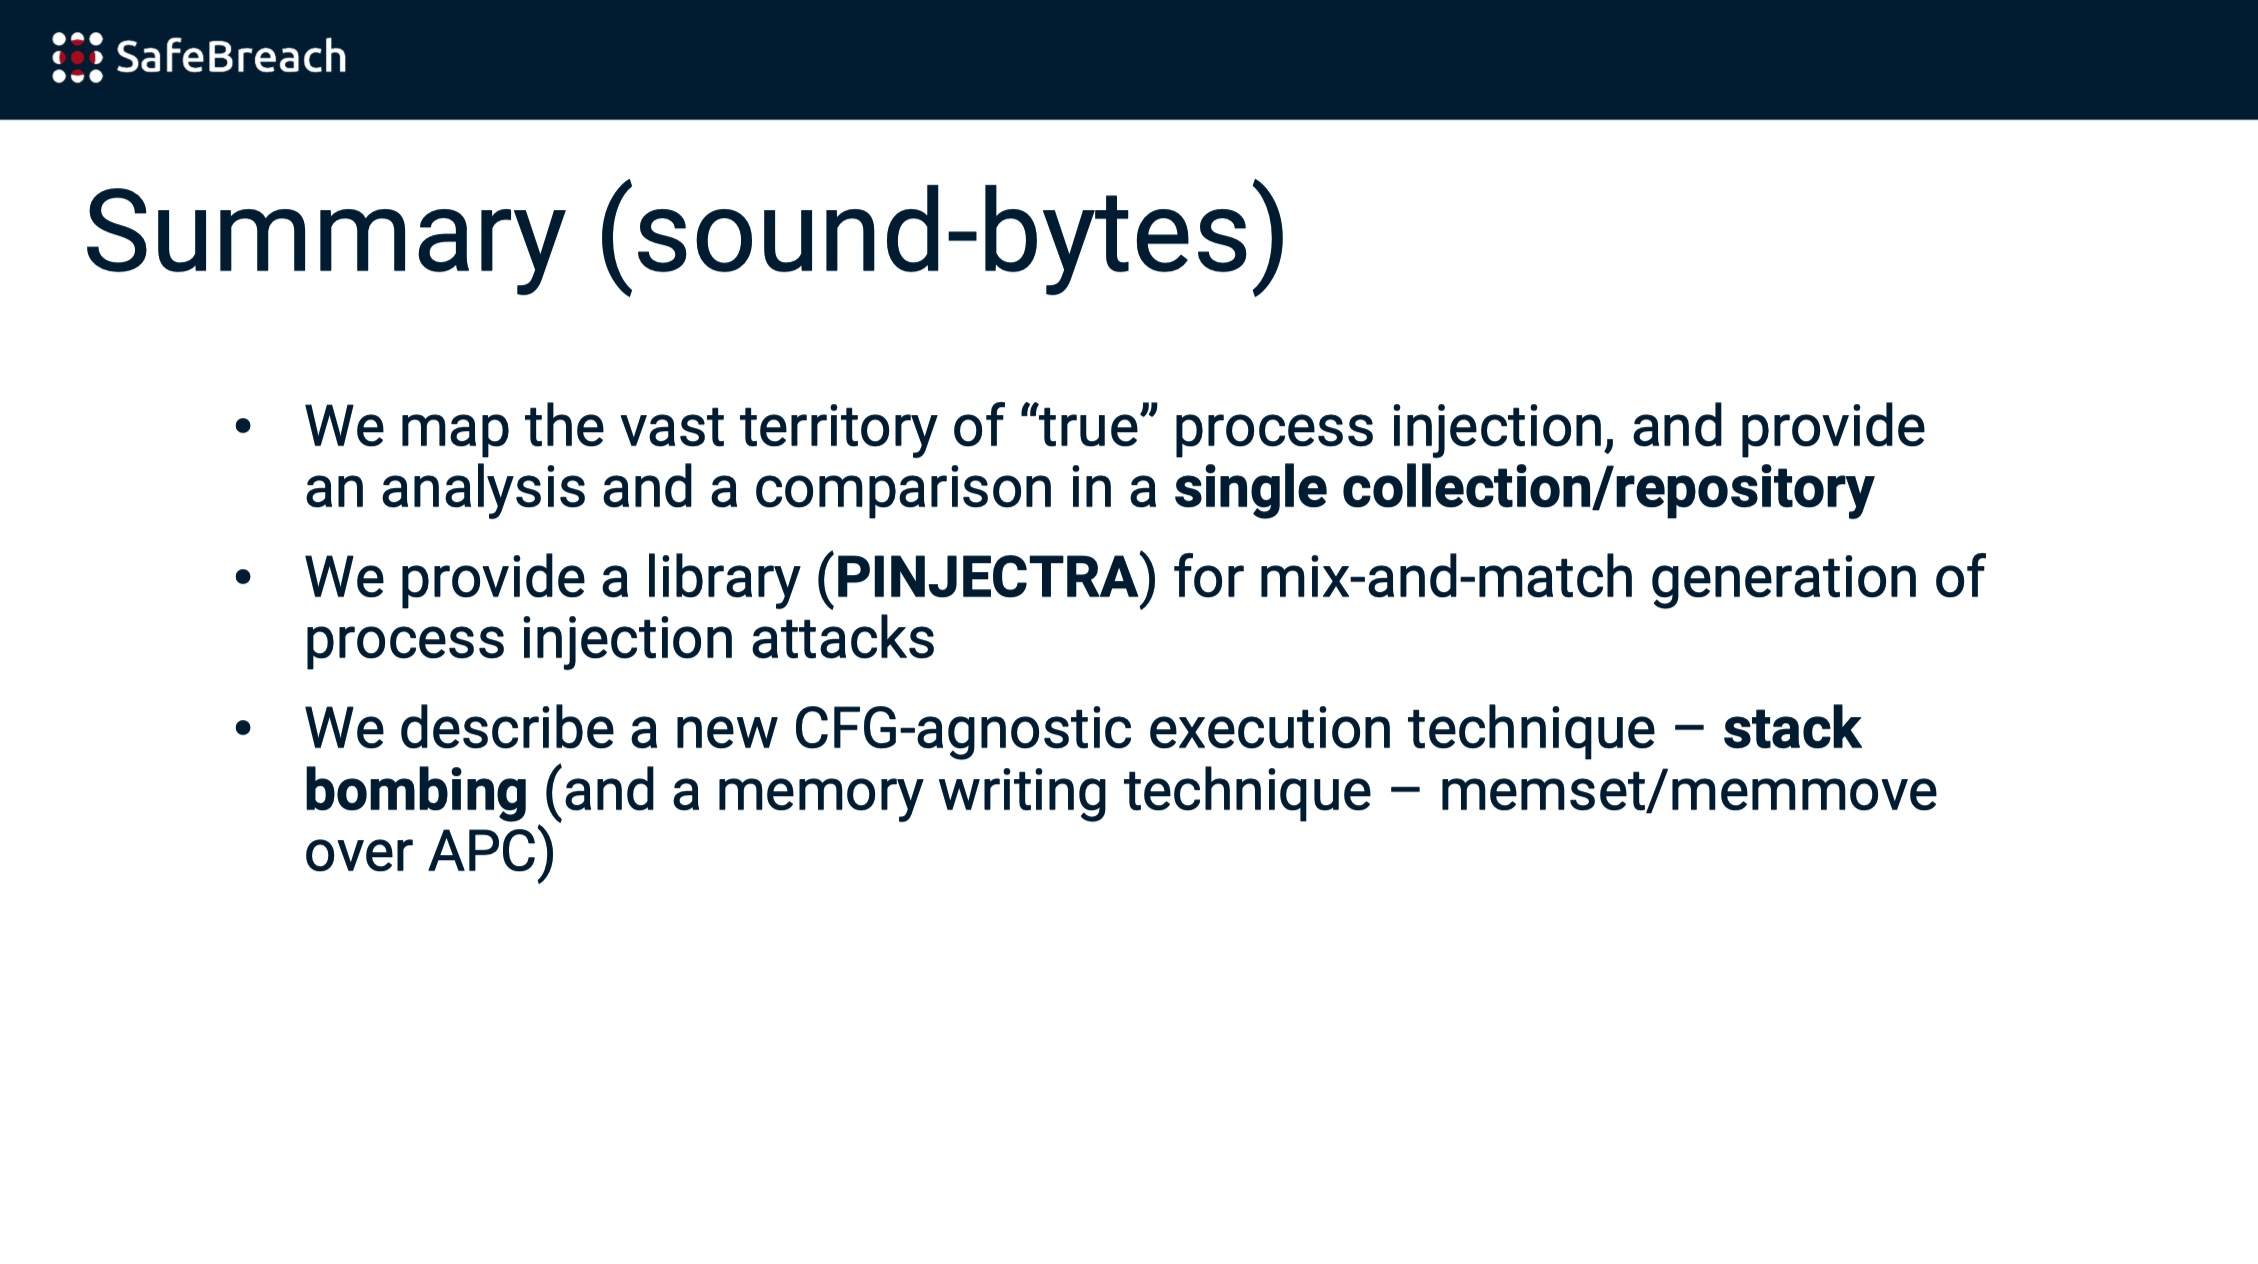 SafeBreach
Summary (sound-bytes)
• We map the vast territory of “true” process injection, and provide
an analysis and a comparison in a single collection/repository
• We provide a library (PINJECTRA) for mix-and-match generation of
process injection attacks
• We describe a new CFG-agnostic execution technique – stack
bombing (and a memory writing technique – memset/memmove
over APC)